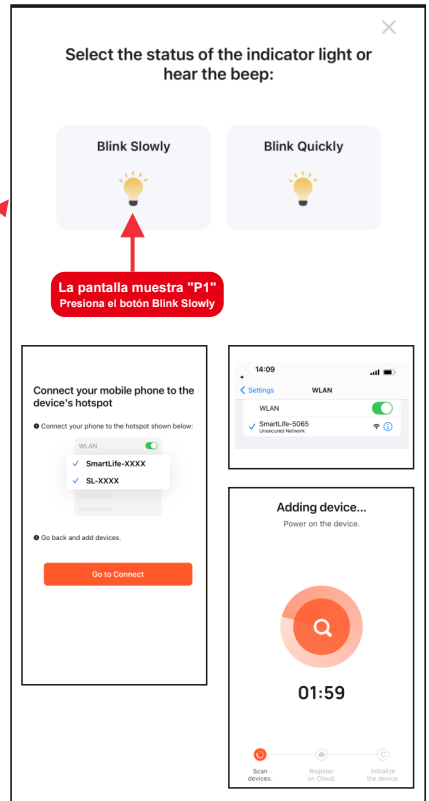 Select the status of the indicator light or
hear the beep:
Blink Slowly
Blink Quickly
La pantalla muestra "P1"
Presiona el botón Blink Slowly
Connect your mobile phone to the
device's hotspot
❶ Connect your phone to the hotspot shown below:
WLAN
✓ SmartLife-XXXX
✓ SL-XXXX
❷ Go back and add devices.
Go to Connect
14:09
Settings
WLAN
WLAN
✓ SmartLife-5065
Unsecured Network
Adding device...
Power on the device.
01:59
Scan
devices.
Register
on Cloud.
Initialize
the device.